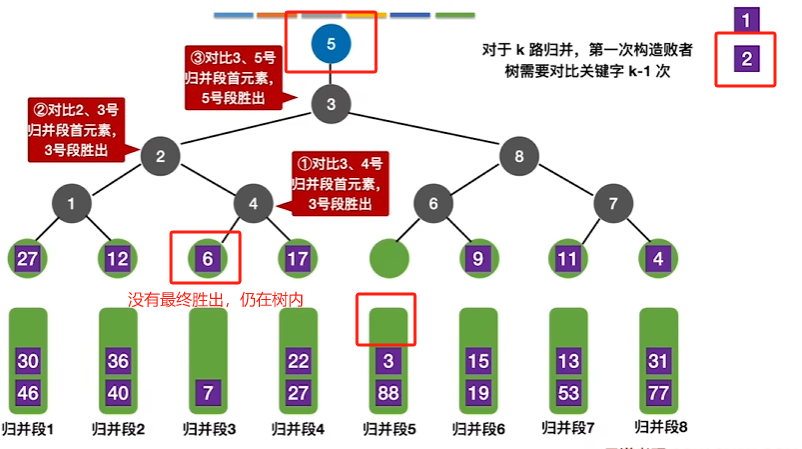 1
5
对于 k 路归并，第一次构造败者
树需要对比关键字 k-1 次
2
③对比3、5号
归并段首元素，
5号段胜出
3
②对比2、3号
归并段首元素，
3号段胜出
2
8
①对比3、4号
归并段首元素，
3号段胜出
1
4
6
7
27
12
6
17
9
11
4
没有最终胜出，仍在树内
30
36
22
3
15
13
31
46
40
7
27
88
19
53
77
归并段1
归并段2
归并段3
归并段4
归并段5
归并段6
归并段7
归并段8